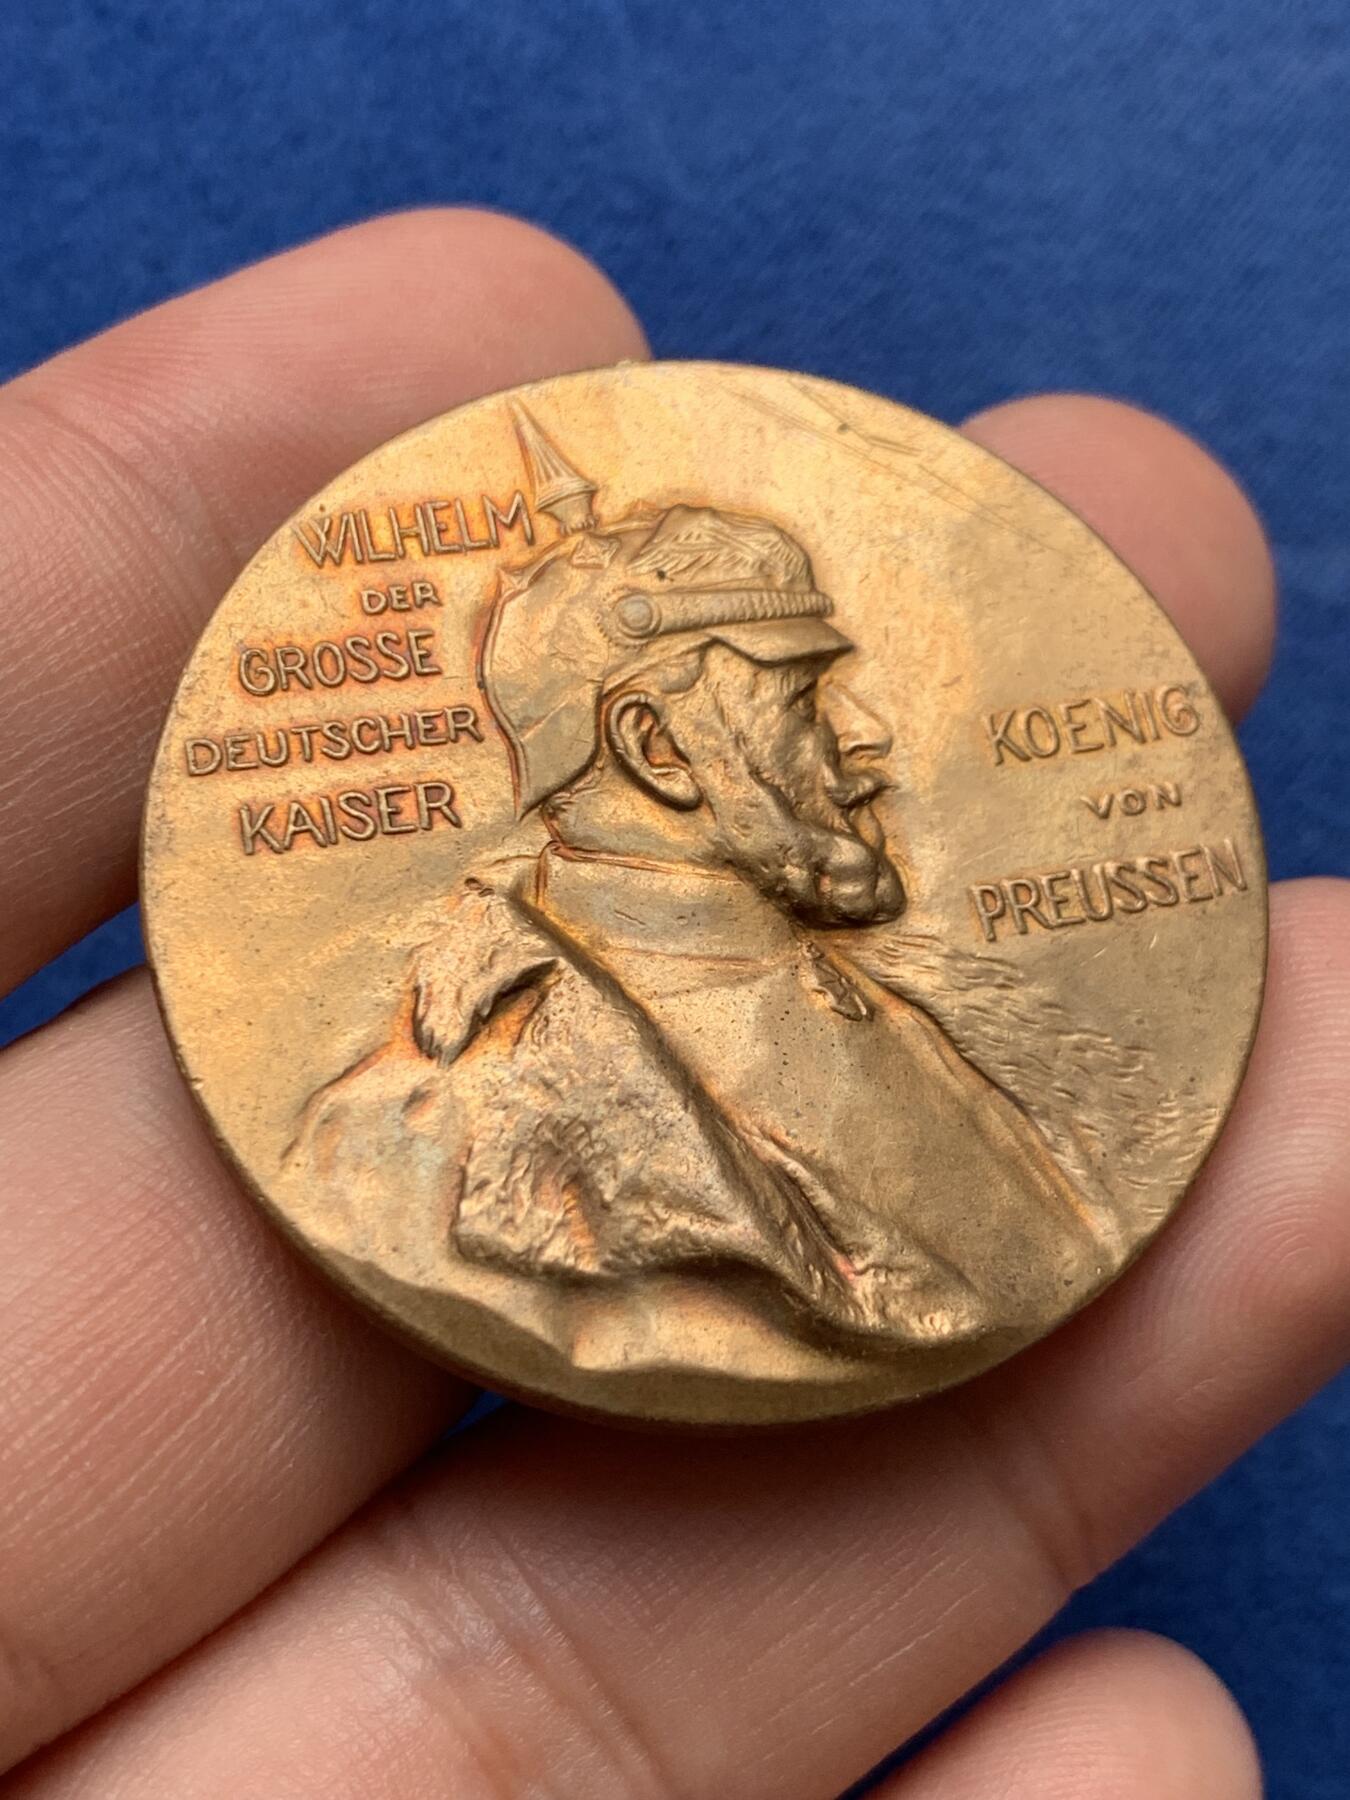 WILHELM
DER
GROSSE
DEUTSCHER
KAISER
KOENIG
VON
PREUSSEN